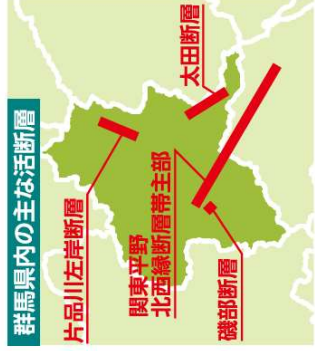 群馬県内の主な活断層
片品川左岸断層
関東平野
北西縁断層帯主部
太田断層
磯部断層